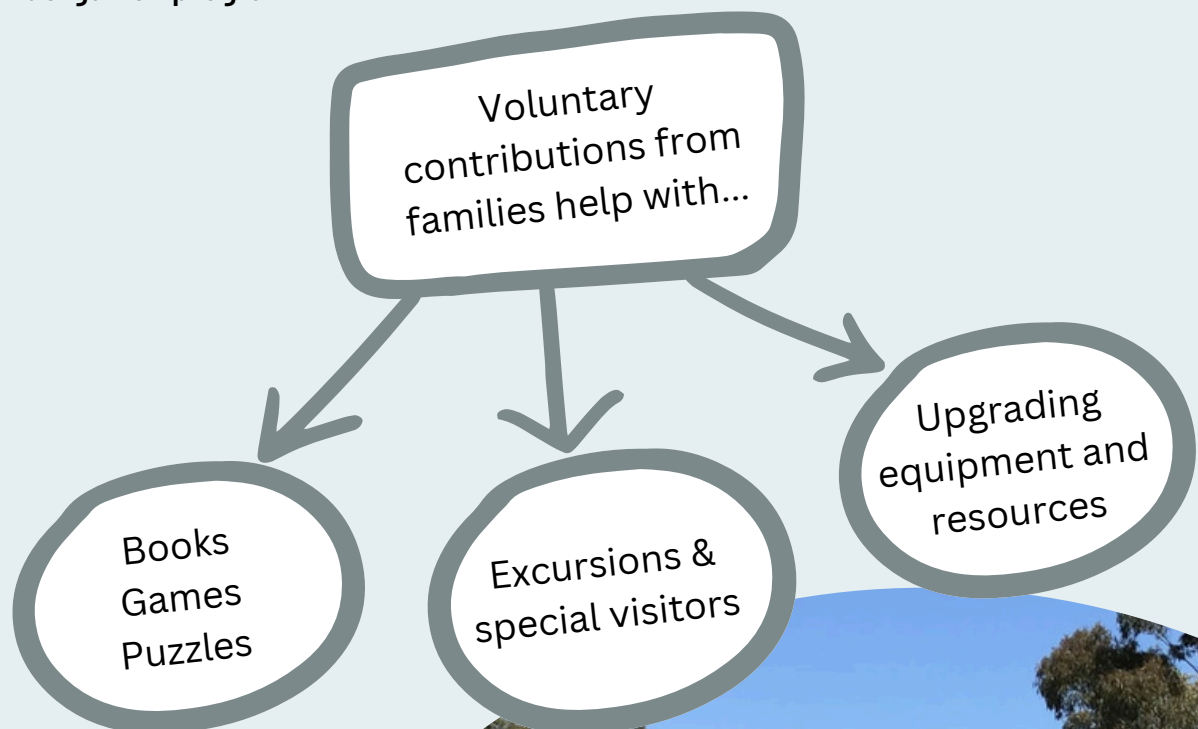 Voluntary
contributions from
families help with...
Upgrading
equipment and
resources
Books
Games
Puzzles
Excursions &
special visitors